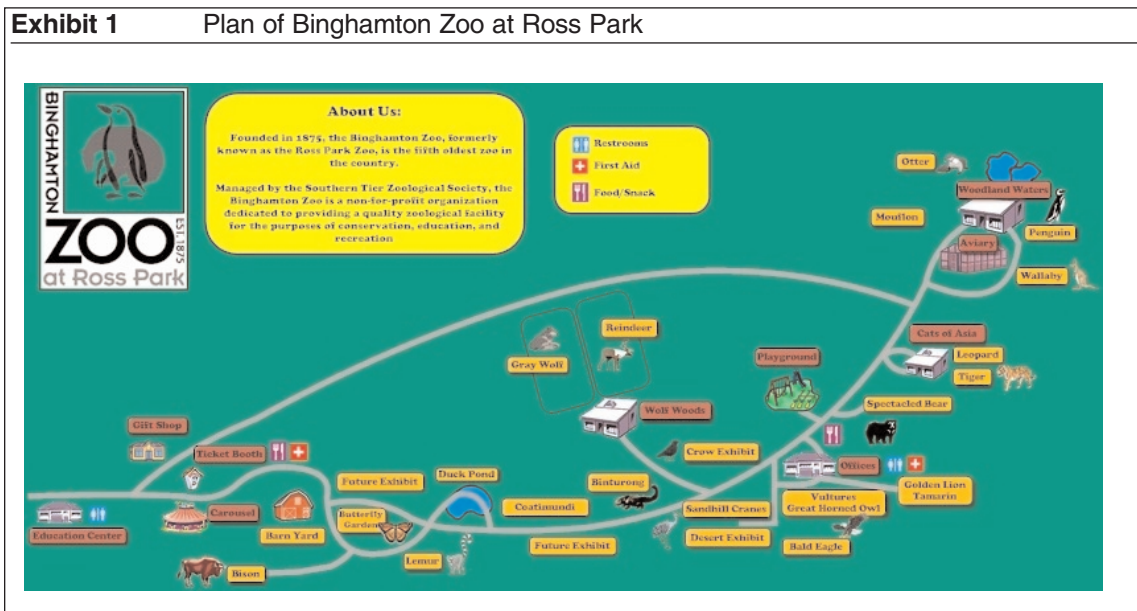 Exhibit 1 Plan of Binghamton Zoo at Ross Park
BINGHAMTON
ZOO
EST. 1875
at Ross Park
About Us:
Founded in 1875, the Binghamton Zoo, formerly
known as the Ross Park Zoo, is the fifth oldest zoo in
the country.
Managed by the Southern Tier Zoological Society, the
Binghamton Zoo is a non-for-profit organization
dedicated to providing a quality zoological facility
for the purposes of conservation, education, and
recreation
Restrooms
First Aid
Food/Snack
Otter
Woodland Waters
Mouflon
Penguin
Aviary
Wallaby
Cats of Asia
Leopard
Tiger
Reindeer
Gray Wolf
Playground
Spectacled Bear
Wolf Woods
Gift Shop
Ticket Booth
Crow Exhibit
Offices
Future Exhibit
Duck Pond
Binturong
Golden Lion
Tamarin
Vultures
Great Horned Owl
Coatimundi
Sandhill Cranes
Carousel
Butterfly
Garden
Education Center
Barn Yard
Future Exhibit
Desert Exhibit
Bald Eagle
Lemur
Bison